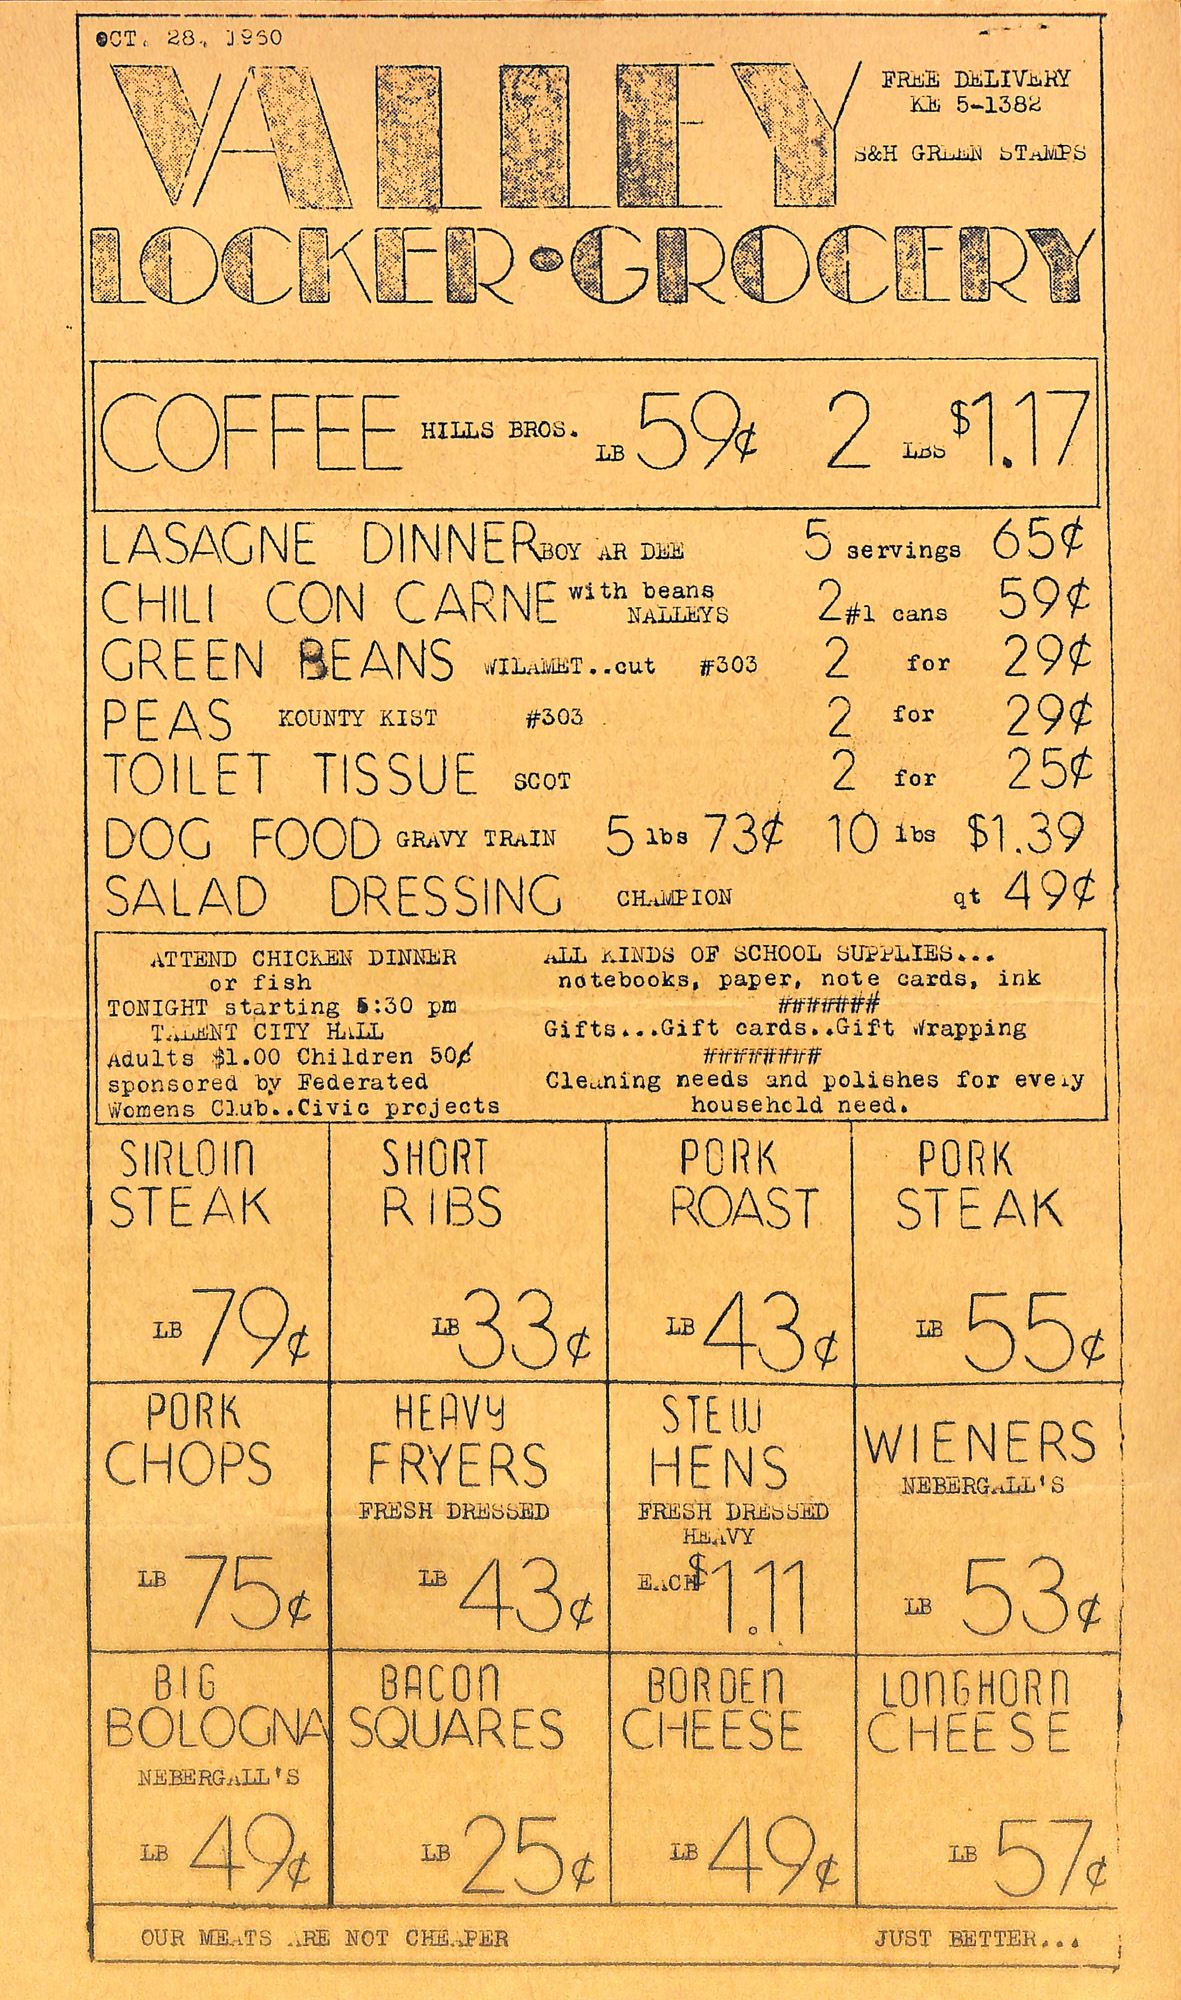 OCT. 28, 1960
FREE DELIVERY
KE 5-1382
S&H GREEN STAMPS
VALLEY
LOCKER • GROCERY
COFFEE HILLS BROS. LB 59¢ 2 LBS $1.17
LASAGNE DINNER BOY AR DEE 5 servings 65¢
CHILI CON CARNE with beans NALLEYS 2 #1 cans 59¢
GREEN BEANS WILAMET..cut #303 2 for 29¢
PEAS KOUNTY KIST #303 2 for 29¢
TOILET TISSUE SCOT 2 for 25¢
DOG FOOD GRAVY TRAIN 5 lbs 73¢ 10 lbs $1.39
SALAD DRESSING CHAMPION qt 49¢
ATTEND CHICKEN DINNER
or fish
TONIGHT starting 5:30 pm
TALENT CITY HALL
Adults $1.00 Children 50¢
sponsored by Federated
Womens Club..Civic projects
ALL KINDS OF SCHOOL SUPPLIES...
notebooks, paper, note cards, ink
#######
Gifts...Gift cards..Gift Wrapping
########
Cleaning needs and polishes for every
household need.
SIRLOIN
STEAK
LB 79¢
SHORT
RIBS
LB 33¢
PORK
ROAST
LB 43¢
PORK
STEAK
LB 55¢
PORK
CHOPS
LB 75¢
HEAVY
FRYERS
FRESH DRESSED
LB 43¢
STEW
HENS
FRESH DRESSED
HEAVY
EACH $1.11
WIENERS
NEBERGALL'S
LB 53¢
BIG
BOLOGNA
NEBERGALL'S
LB 49¢
BACON
SQUARES
LB 25¢
BORDEN
CHEESE
LB 49¢
LONGHORN
CHEESE
LB 57¢
OUR MEATS ARE NOT CHEAPER JUST BETTER...